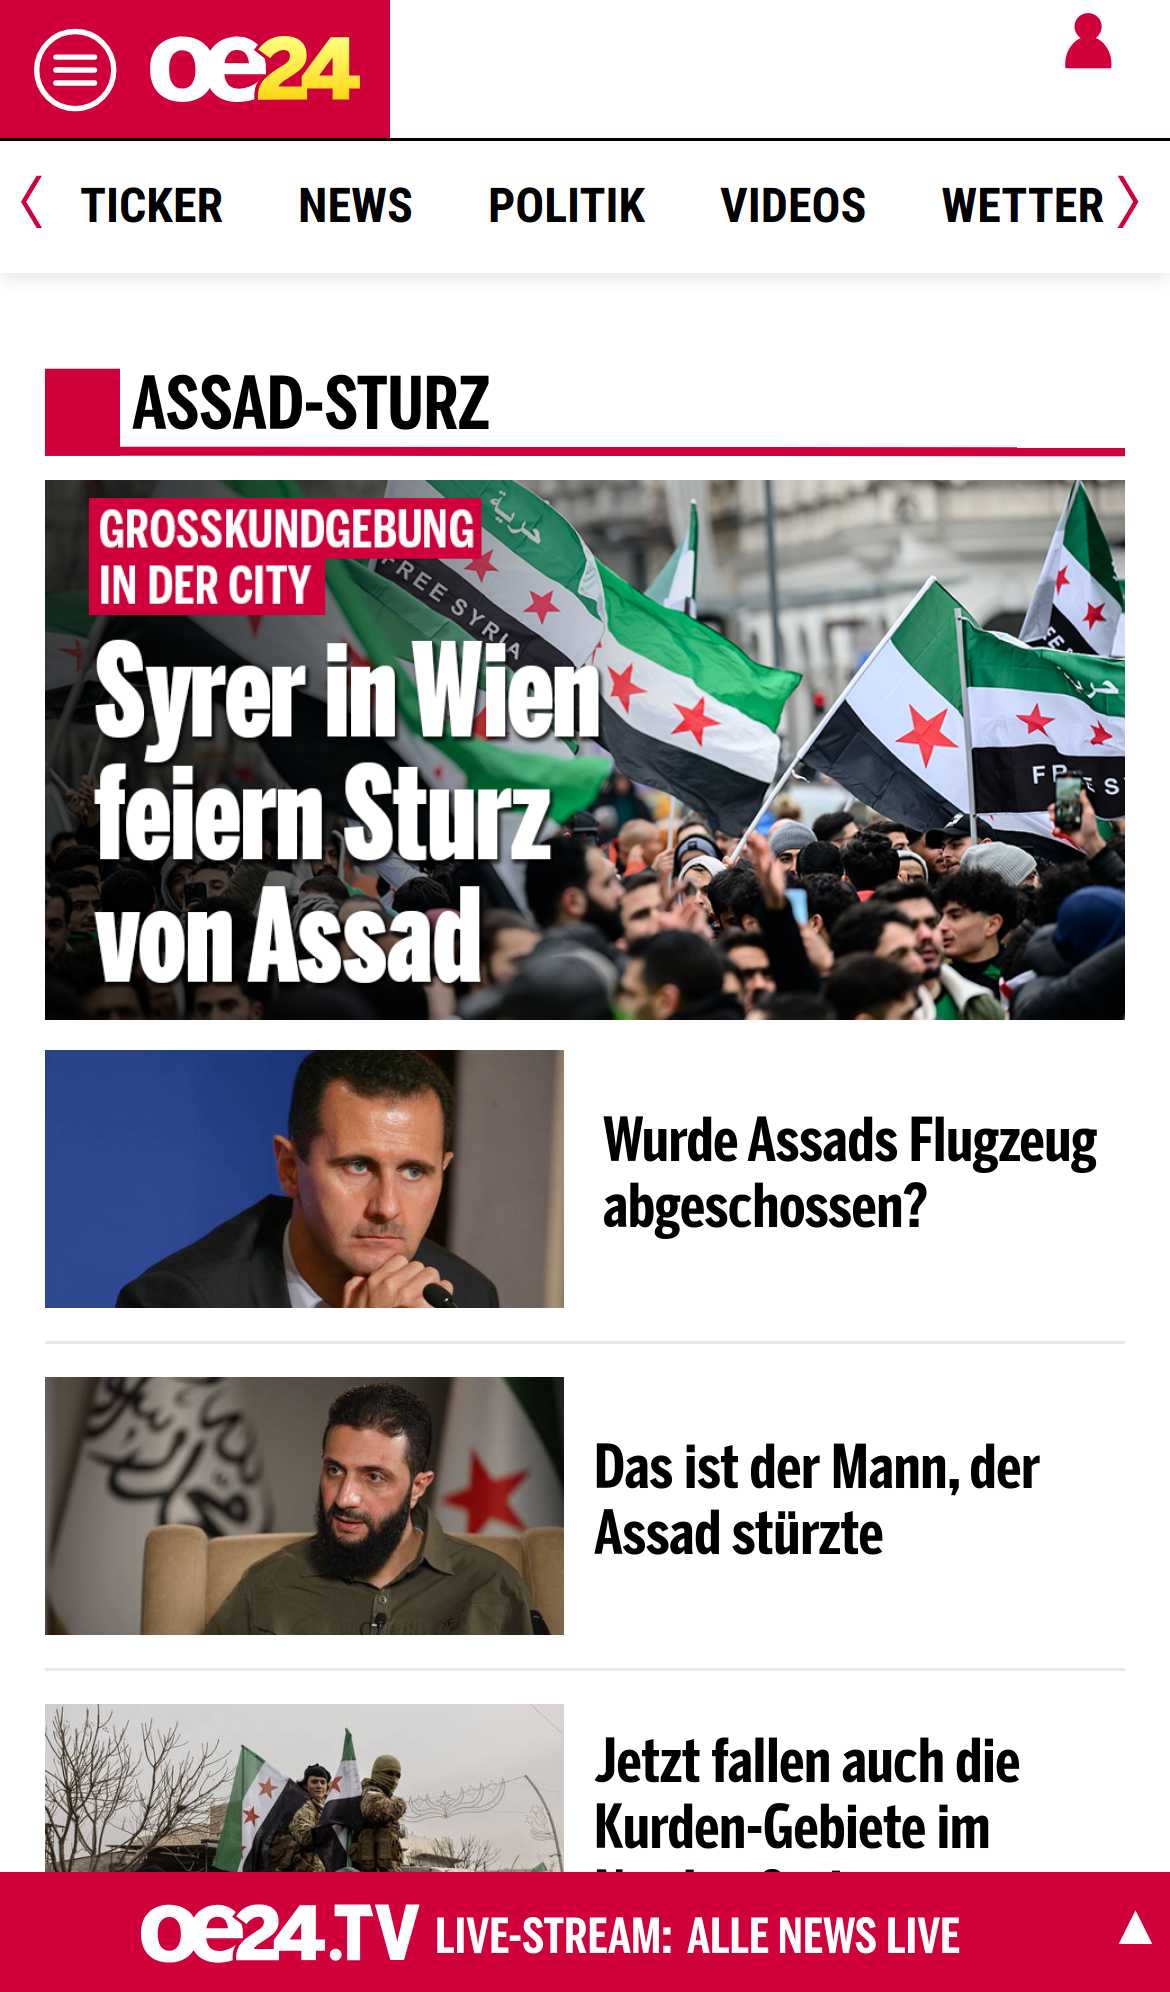 oe24
TICKER NEWS POLITIK VIDEOS WETTER
ASSAD-STURZ
GROSSKUNDGEBUNG
IN DER CITY
حرية
FREE SYRIA
Syrer in Wien
feiern Sturz
von Assad
Wurde Assads Flugzeug
abgeschossen?
Das ist der Mann, der
Assad stürzte
Jetzt fallen auch die
Kurden-Gebiete im
oe24.TV LIVE-STREAM: ALLE NEWS LIVE